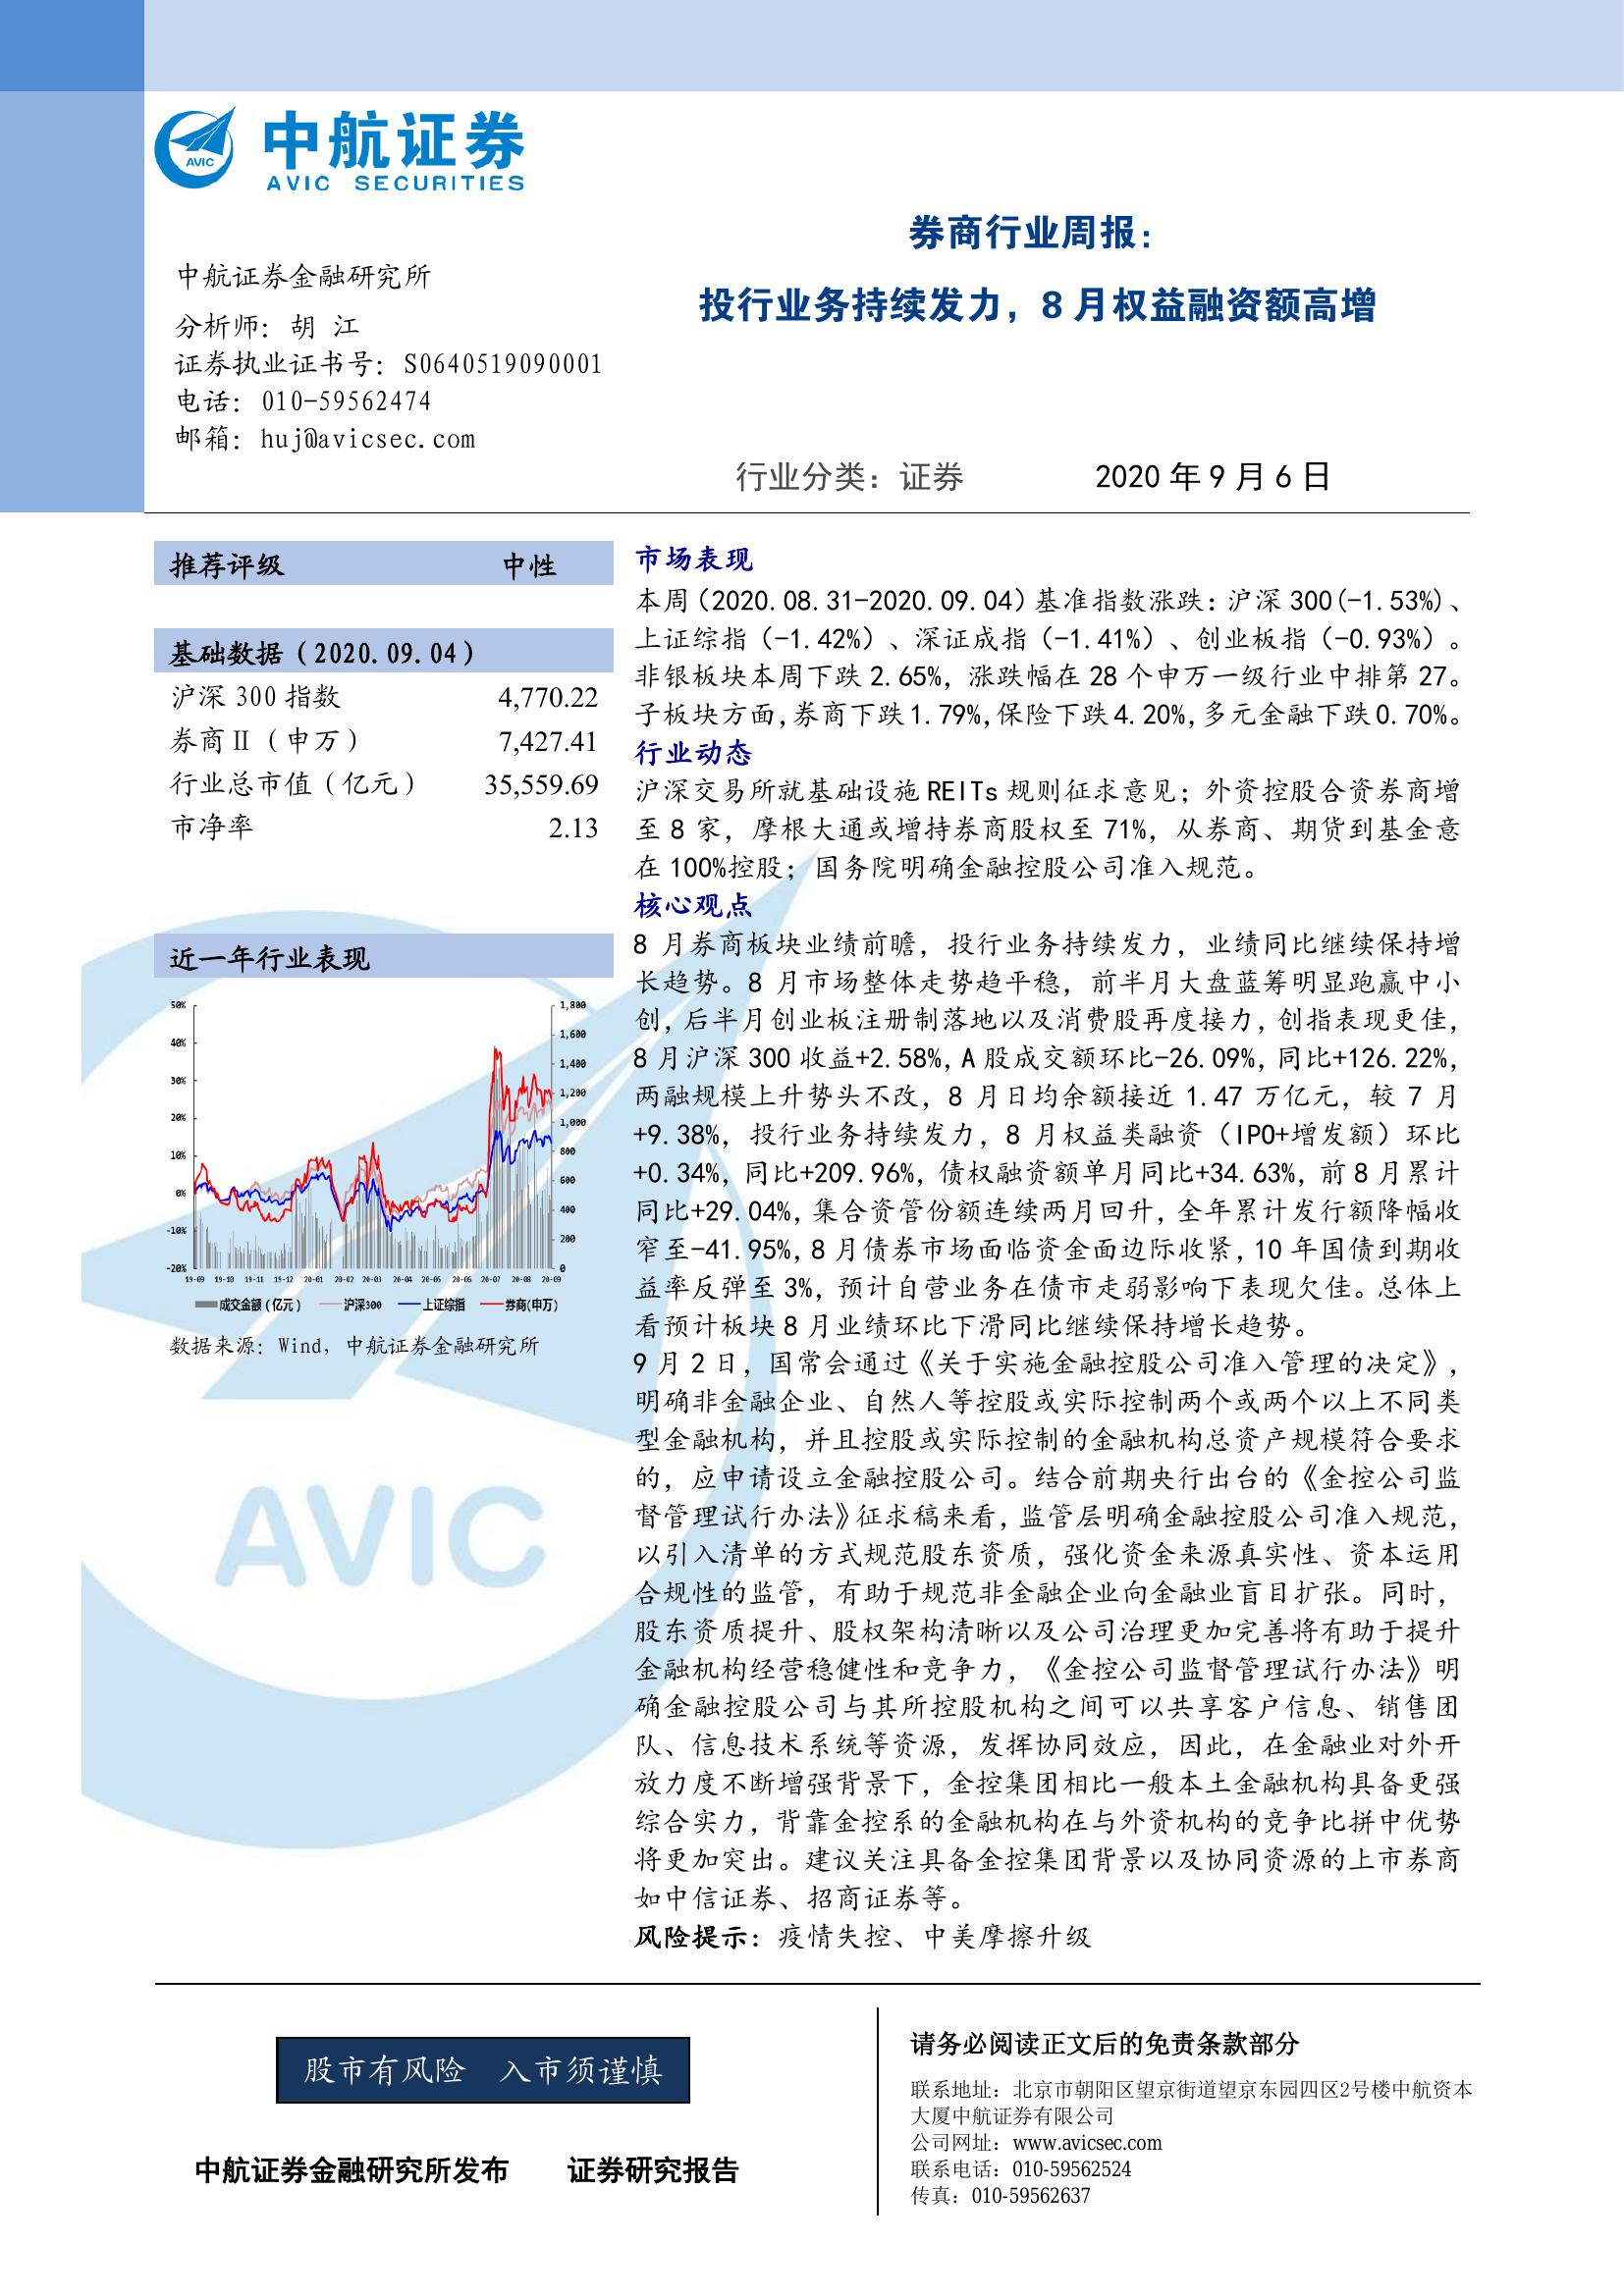 中航证券
AVIC SECURITIES
AVIC
券商行业周报：
投行业务持续发力，8 月权益融资额高增
中航证券金融研究所
分析师：胡 江
证券执业证书号：S0640519090001
电话：010-59562474
邮箱：huj@avicsec.com
行业分类：证券 2020 年 9 月 6 日
推荐评级 中性
基础数据（2020.09.04）
沪深 300 指数 4,770.22
券商Ⅱ（申万） 7,427.41
行业总市值（亿元） 35,559.69
市净率 2.13
近一年行业表现
50%
40%
30%
20%
10%
0%
-10%
-20%
1,800
1,600
1,400
1,200
1,000
800
600
400
200
0
19-09 19-10 19-11 19-12 20-01 20-02 20-03 20-04 20-05 20-06 20-07 20-08 20-09
成交金额（亿元） 沪深300 上证综指 券商(申万)
数据来源：Wind，中航证券金融研究所
AVIC
市场表现
本周（2020.08.31-2020.09.04）基准指数涨跌：沪深 300(-1.53%)、
上证综指（-1.42%）、深证成指（-1.41%）、创业板指（-0.93%）。
非银板块本周下跌 2.65%，涨跌幅在 28 个申万一级行业中排第 27。
子板块方面,券商下跌1.79%,保险下跌4.20%,多元金融下跌0.70%。
行业动态
沪深交易所就基础设施 REITs 规则征求意见；外资控股合资券商增
至 8 家，摩根大通或增持券商股权至 71%，从券商、期货到基金意
在 100%控股；国务院明确金融控股公司准入规范。
核心观点
8 月券商板块业绩前瞻，投行业务持续发力，业绩同比继续保持增
长趋势。8 月市场整体走势趋平稳，前半月大盘蓝筹明显跑赢中小
创,后半月创业板注册制落地以及消费股再度接力,创指表现更佳,
8 月沪深 300 收益+2.58%,A 股成交额环比-26.09%,同比+126.22%,
两融规模上升势头不改，8 月日均余额接近 1.47 万亿元，较 7 月
+9.38%，投行业务持续发力，8 月权益类融资（IPO+增发额）环比
+0.34%，同比+209.96%，债权融资额单月同比+34.63%，前 8 月累计
同比+29.04%,集合资管份额连续两月回升,全年累计发行额降幅收
窄至-41.95%,8 月债券市场面临资金面边际收紧,10 年国债到期收
益率反弹至 3%，预计自营业务在债市走弱影响下表现欠佳。总体上
看预计板块 8 月业绩环比下滑同比继续保持增长趋势。
9 月 2 日，国常会通过《关于实施金融控股公司准入管理的决定》，
明确非金融企业、自然人等控股或实际控制两个或两个以上不同类
型金融机构，并且控股或实际控制的金融机构总资产规模符合要求
的，应申请设立金融控股公司。结合前期央行出台的《金控公司监
督管理试行办法》征求稿来看,监管层明确金融控股公司准入规范,
以引入清单的方式规范股东资质，强化资金来源真实性、资本运用
合规性的监管，有助于规范非金融企业向金融业盲目扩张。同时，
股东资质提升、股权架构清晰以及公司治理更加完善将有助于提升
金融机构经营稳健性和竞争力，《金控公司监督管理试行办法》明
确金融控股公司与其所控股机构之间可以共享客户信息、销售团
队、信息技术系统等资源，发挥协同效应，因此，在金融业对外开
放力度不断增强背景下，金控集团相比一般本土金融机构具备更强
综合实力，背靠金控系的金融机构在与外资机构的竞争比拼中优势
将更加突出。建议关注具备金控集团背景以及协同资源的上市券商
如中信证券、招商证券等。
风险提示：疫情失控、中美摩擦升级
股市有风险 入市须谨慎
中航证券金融研究所发布 证券研究报告
请务必阅读正文后的免责条款部分
联系地址：北京市朝阳区望京街道望京东园四区2号楼中航资本
大厦中航证券有限公司
公司网址：www.avicsec.com
联系电话：010-59562524
传真：010-59562637